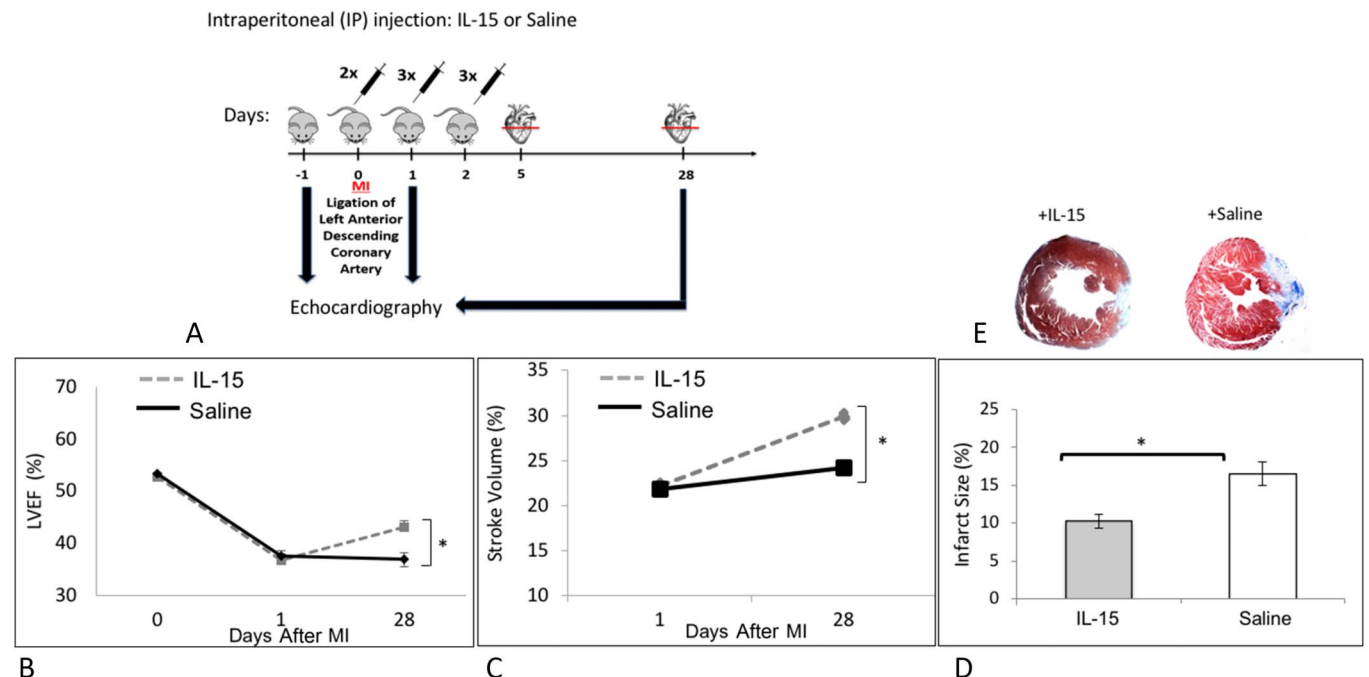 Intraperitoneal (IP) injection: IL-15 or Saline
2x 3x 3x
Days:
-1 0 1 2 5 28
MI
Ligation of
Left Anterior
Descending
Coronary
Artery
Echocardiography
A
+IL-15 +Saline
E
70
60
50
40
30
LVEF (%)
IL-15
Saline
*
0 1 28
Days After MI
B
35
30
25
20
15
10
Stroke Volume (%)
IL-15
Saline
*
1 28
Days After MI
C
25
20
15
10
5
0
Infarct Size (%)
*
IL-15 Saline
D